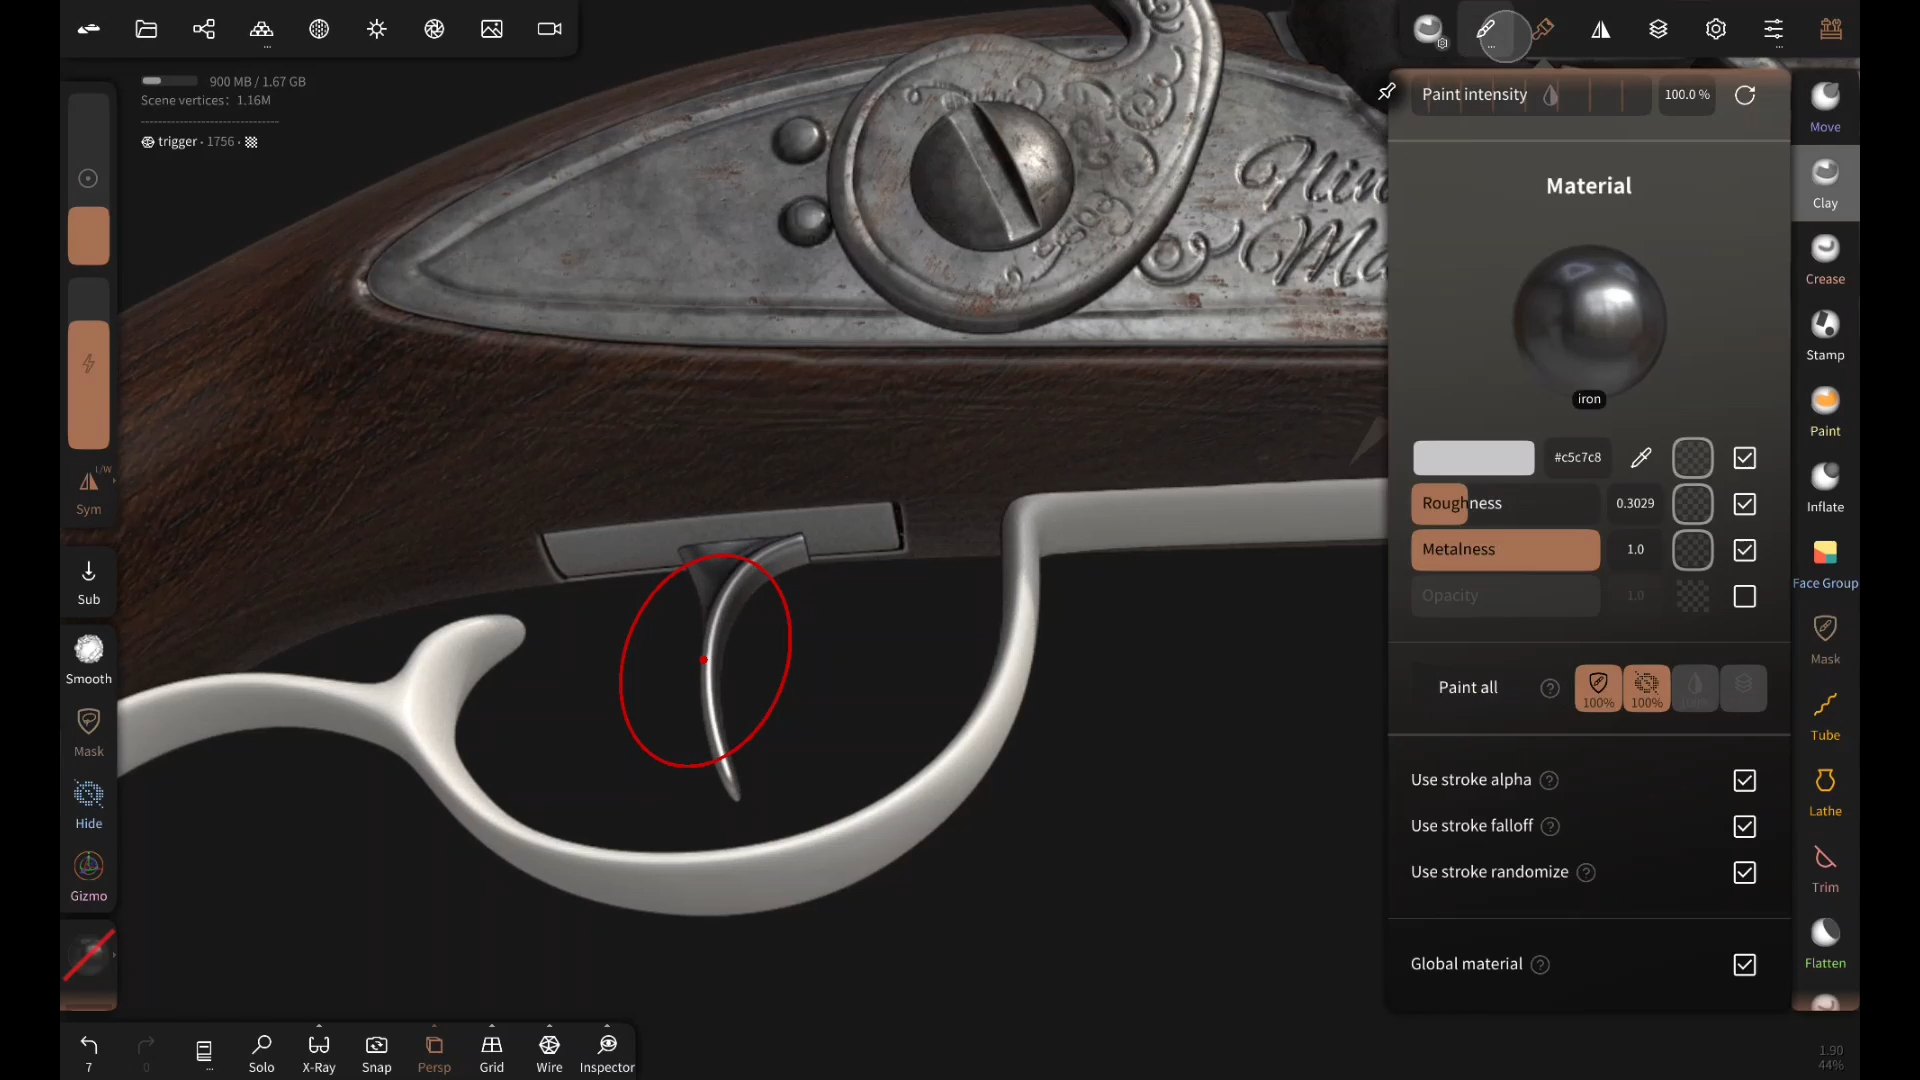 900 MB / 1.67 GB
Scene vertices: 1.16M
trigger • 1756 •
Paint intensity
100.0 %
Material
iron
#c5c7c8
Roughness
0.3029
Metalness
1.0
Opacity
1.0
Paint all
100%
100%
Use stroke alpha
Use stroke falloff
Use stroke randomize
Global material
L/W
Sym
Sub
Smooth
Mask
Hide
Gizmo
Move
Clay
Crease
Stamp
Paint
Inflate
Face Group
Mask
Tube
Lathe
Trim
Flatten
7
0
Solo
X-Ray
Snap
Persp
Grid
Wire
Inspector
1.90
44%